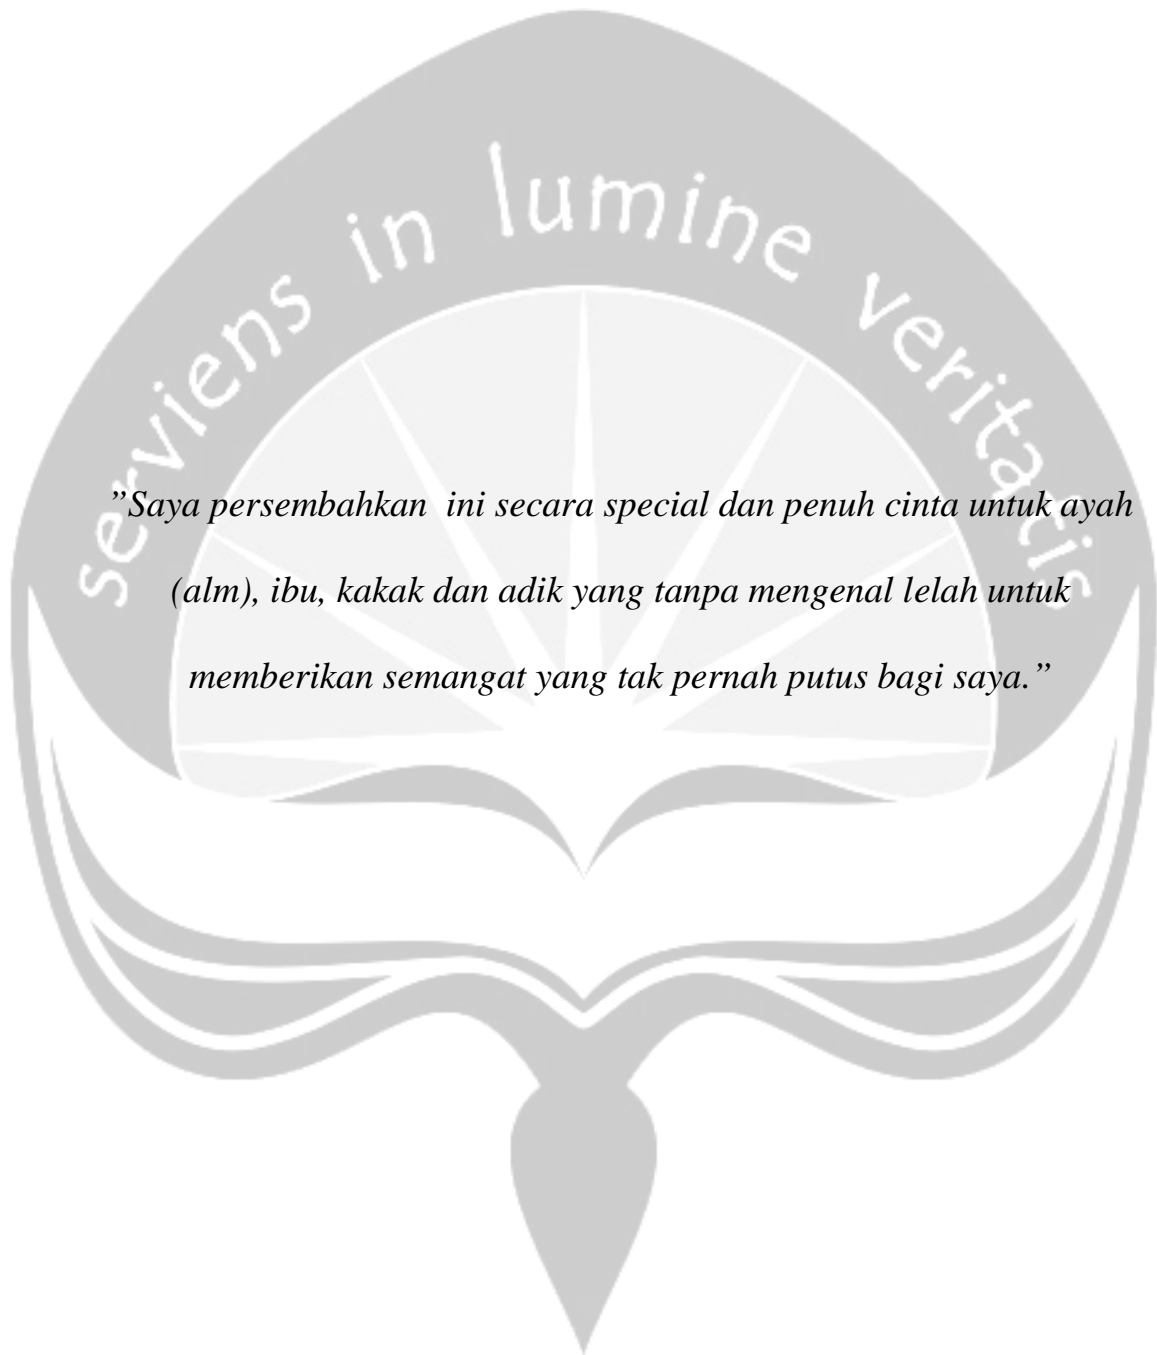 serviens in lumine veritatis
”Saya persembahkan  ini secara special dan penuh cinta untuk ayah
(alm), ibu, kakak dan adik yang tanpa mengenal lelah untuk
memberikan semangat yang tak pernah putus bagi saya.”